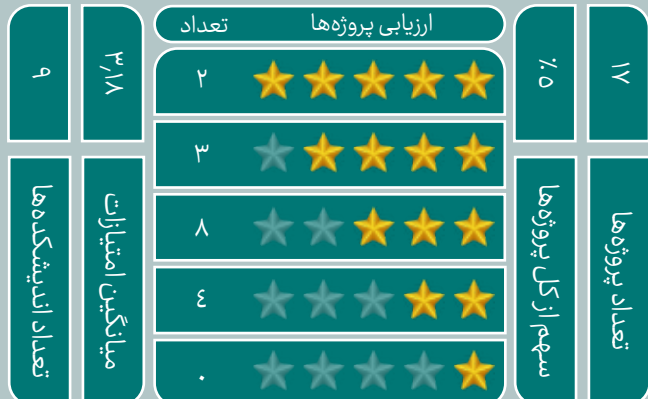 تعداد پروژه‌ها
۱۷
سهم از کل پروژه‌ها
٪۵
ارزیابی پروژه‌ها تعداد
۲
۳
۸
٤
۰
میانگین امتیازات
۳٫۱۸
تعداد اندیشکده‌ها
۹